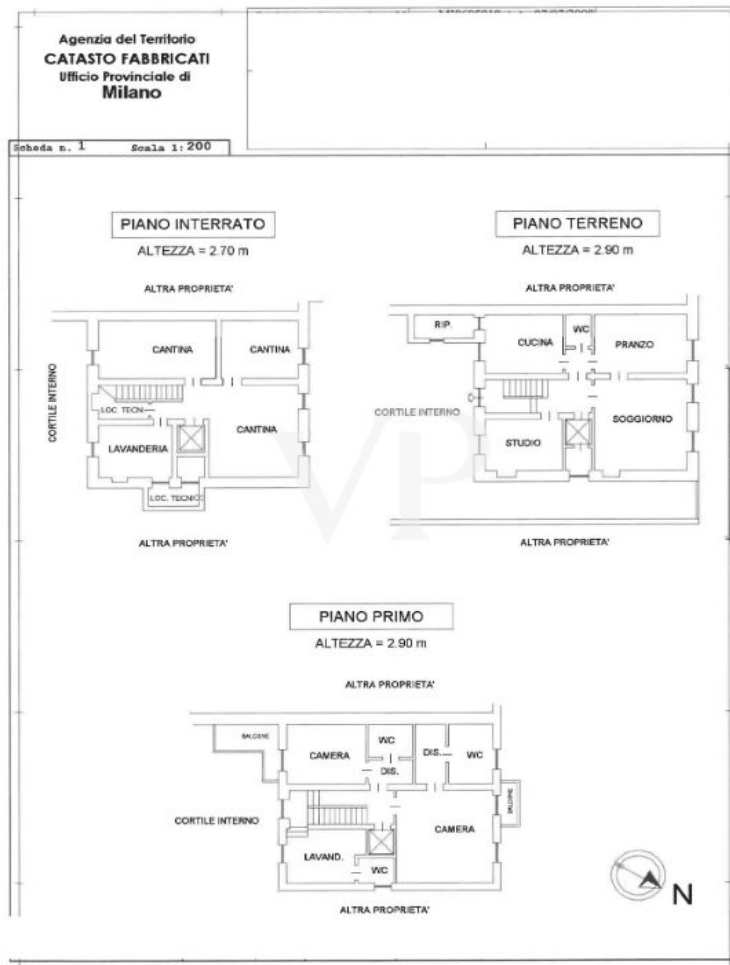 Agenzia del Territorio
CATASTO FABBRICATI
Ufficio Provinciale di
Milano
Scheda n. 1 Scala 1:200
PIANO INTERRATO
ALTEZZA = 2.70 m
ALTRA PROPRIETA'
CANTINA
CANTINA
CORTILE INTERNO
LOC. TECN.
CANTINA
LAVANDERIA
LOC. TECNICO
ALTRA PROPRIETA'
PIANO TERRENO
ALTEZZA = 2.90 m
ALTRA PROPRIETA'
RIP.
CUCINA
WC
PRANZO
CORTILE INTERNO
SOGGIORNO
STUDIO
ALTRA PROPRIETA'
VP
PIANO PRIMO
ALTEZZA = 2.90 m
ALTRA PROPRIETA'
BALCONE
CAMERA
WC
DIS.
DIS.
WC
CORTILE INTERNO
CAMERA
BALCONE
LAVAND.
WC
ALTRA PROPRIETA'
N